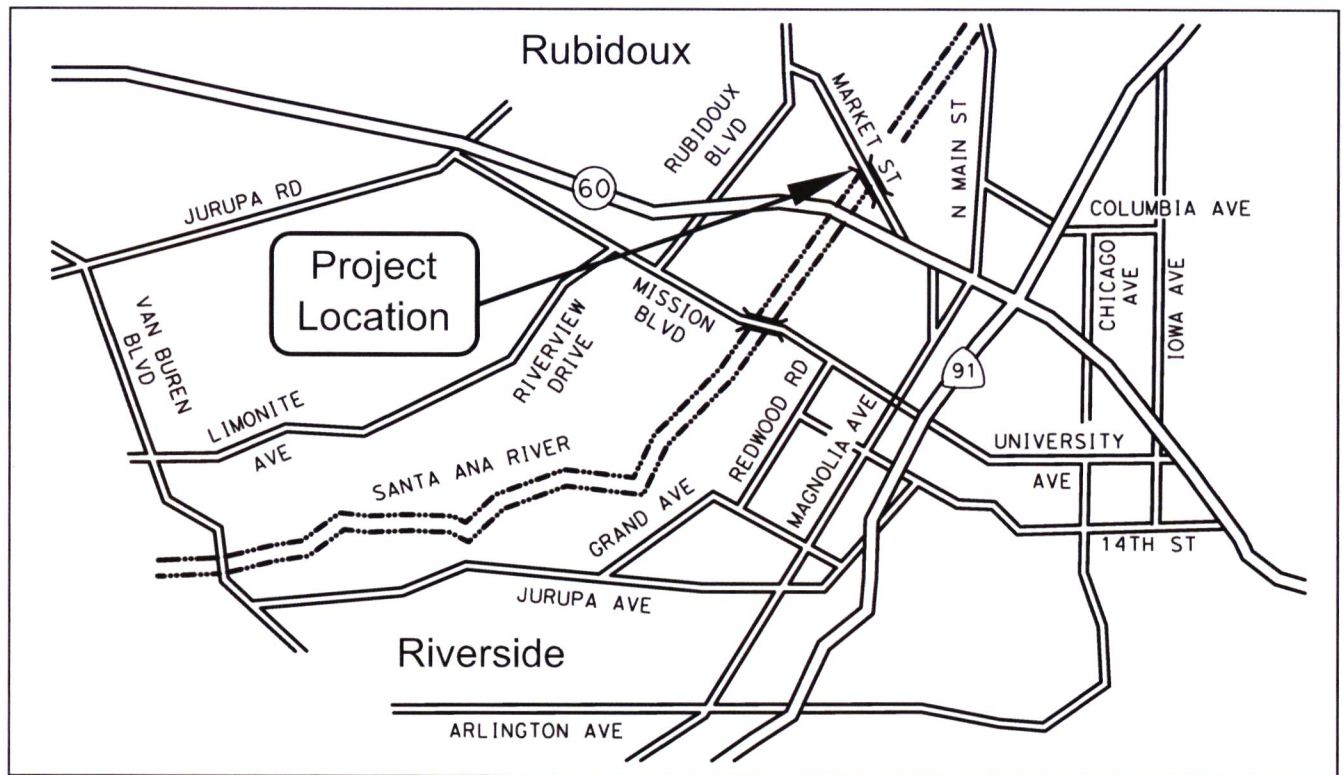 Rubidoux
RUBIDOUX
BLVD
MARKET ST
N MAIN ST
60
JURUPA RD
COLUMBIA AVE
CHICAGO
AVE
IOWA AVE
Project
Location
VAN BUREN
BLVD
MISSION
BLVD
RIVERVIEW
DRIVE
91
LIMONITE
AVE
REDWOOD RD
MAGNOLIA AVE
UNIVERSITY
AVE
SANTA ANA RIVER
GRAND AVE
14TH ST
JURUPA AVE
Riverside
ARLINGTON AVE